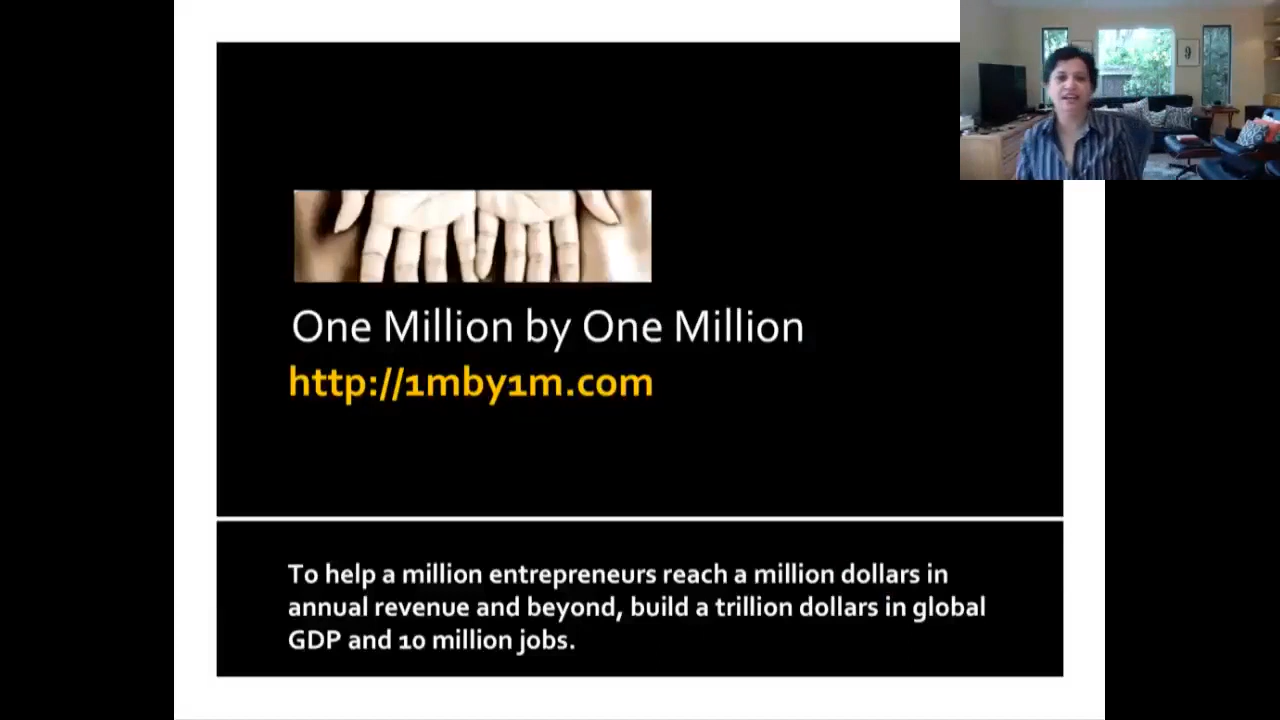 One Million by One Million
http://1mby1m.com
To help a million entrepreneurs reach a million dollars in
annual revenue and beyond, build a trillion dollars in global
GDP and 10 million jobs.
9